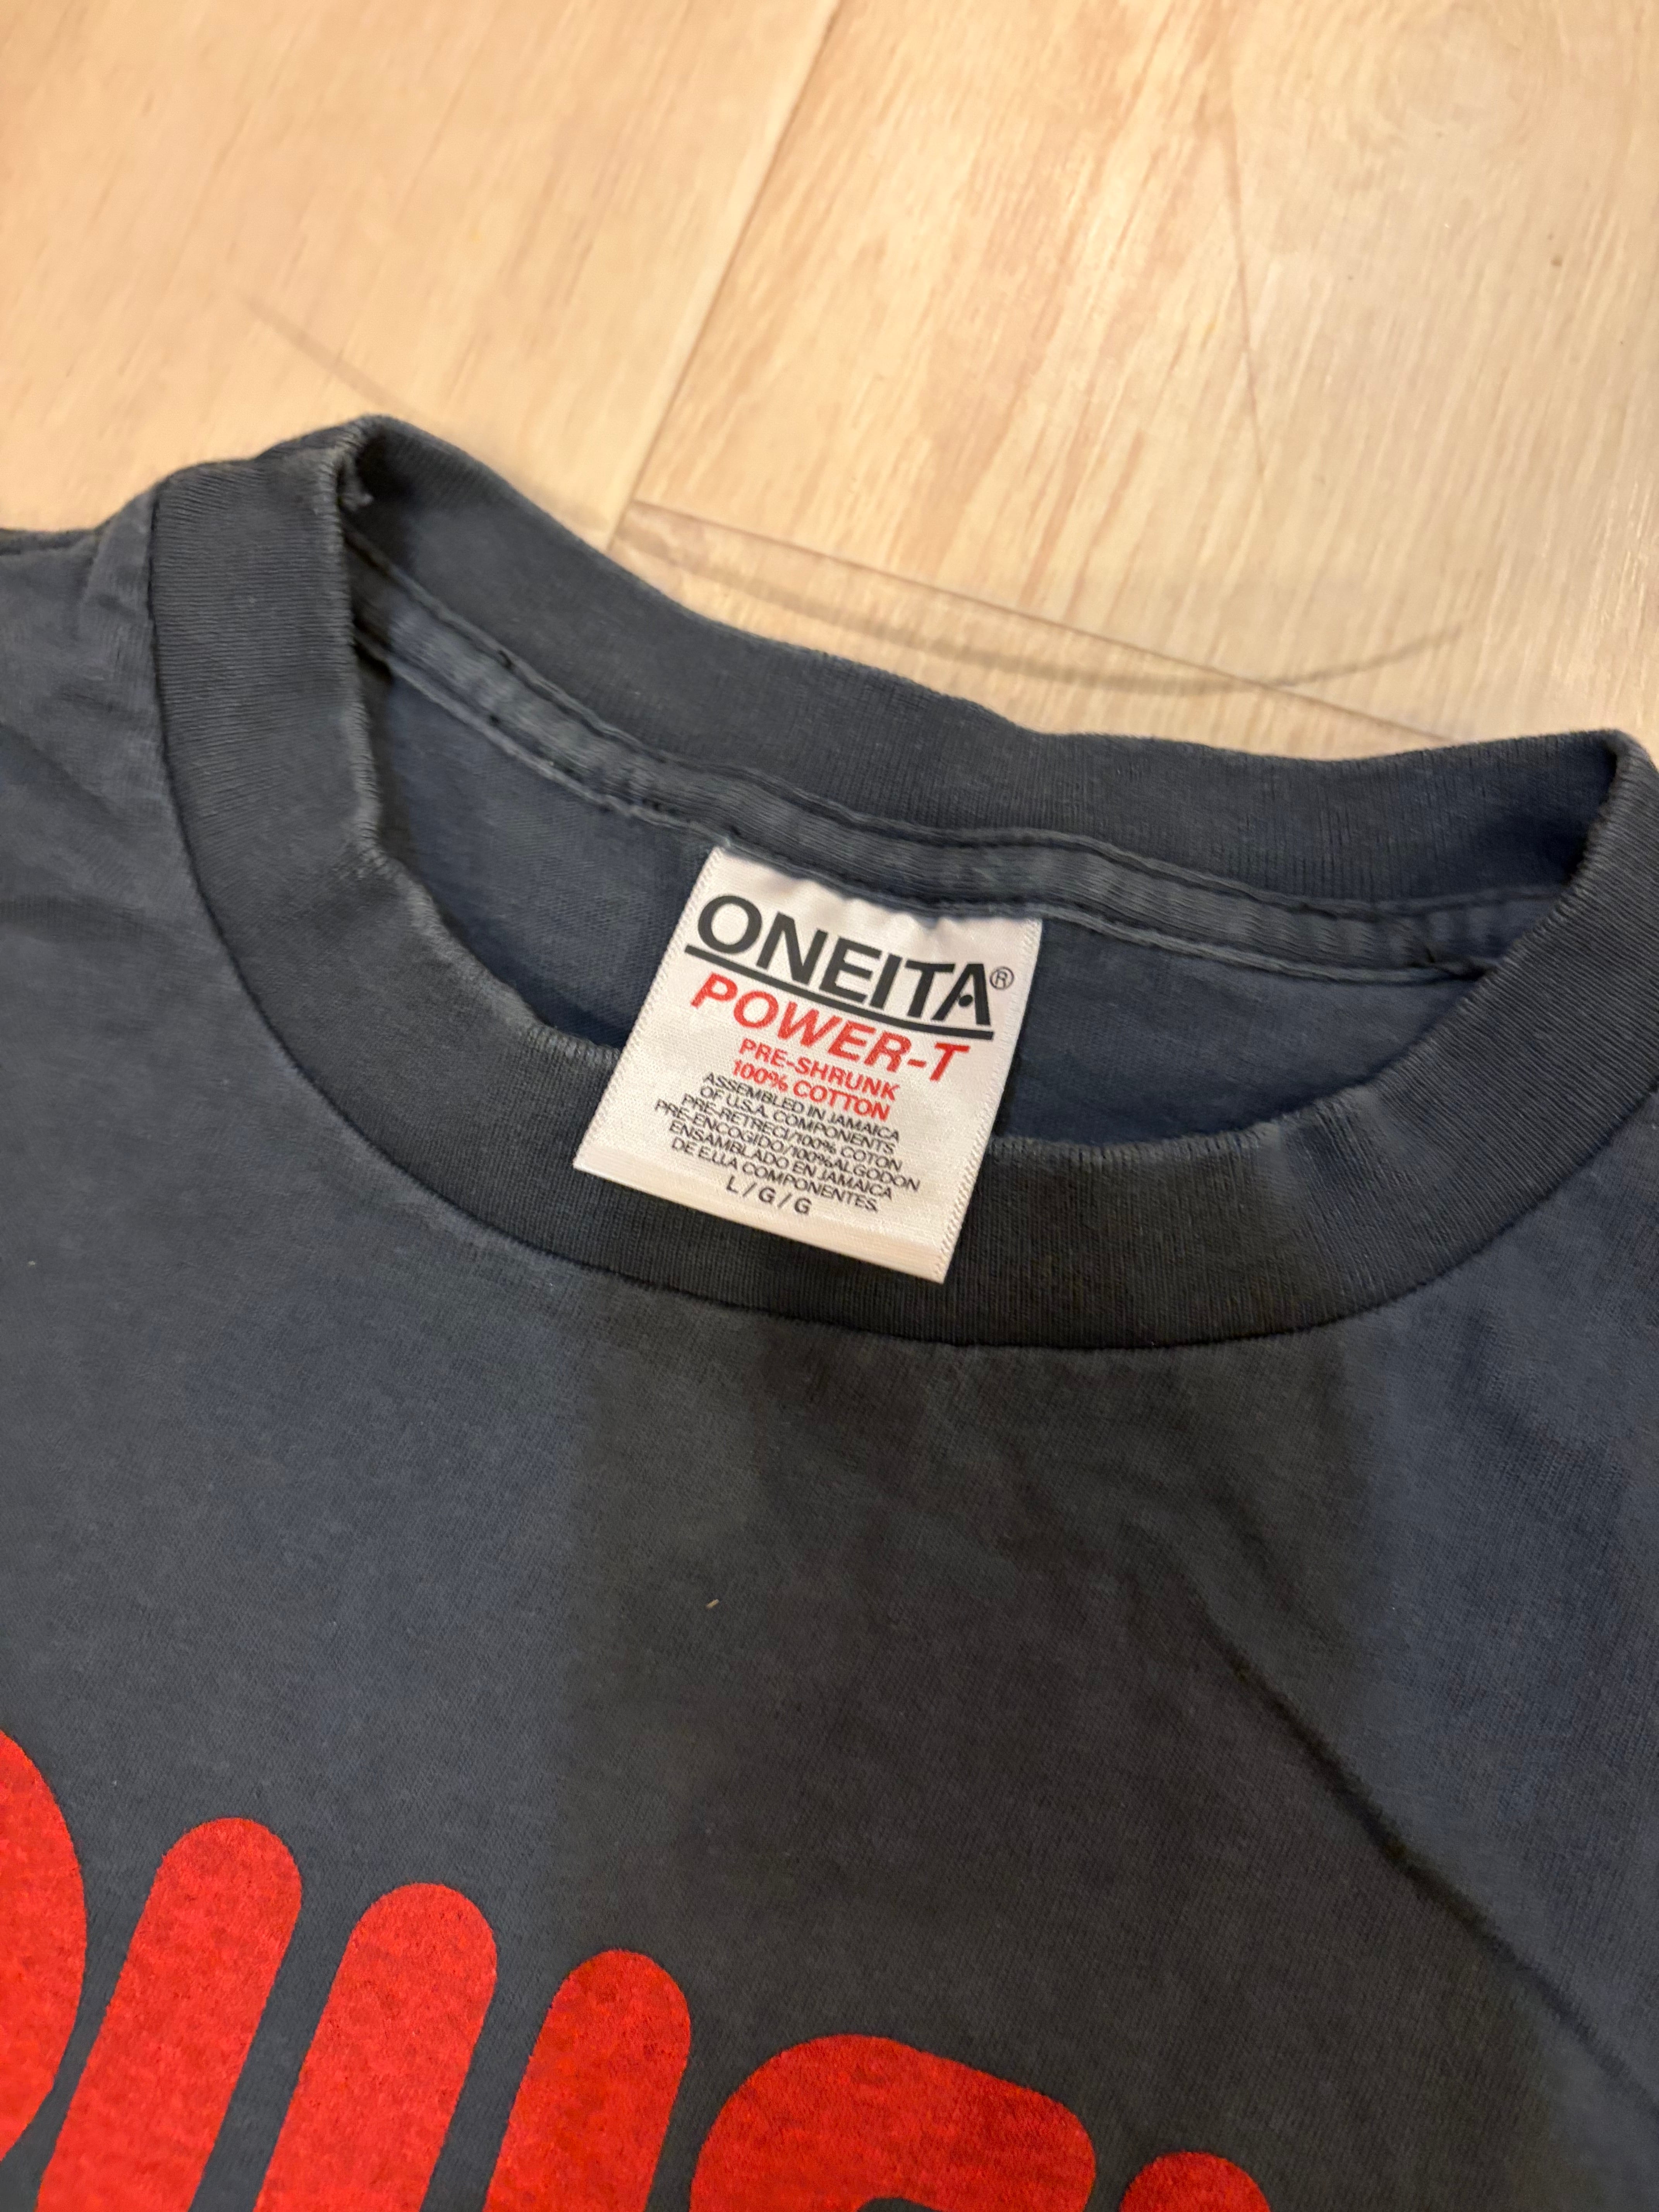 ONEITA®
POWER-T
PRE-SHRUNK
100% COTTON
ASSEMBLED IN JAMAICA
OF U.S.A. COMPONENTS
PRE-RETRECI/100% COTON
PRE-ENCOGIDO/100%ALGODON
ENSAMBLADO EN JAMAICA
DE E.U.A COMPONENTES.
L/G/G